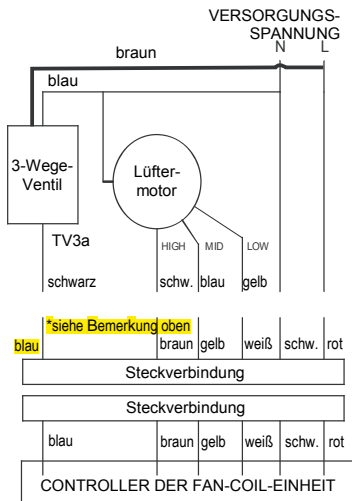 VERSORGUNGS-
SPANNUNG
N L
braun
blau
3-Wege-
Ventil
Lüfter-
motor
TV3a
HIGH MID LOW
schwarz schw. blau gelb
*siehe Bemerkung oben
blau braun gelb weiß schw. rot
Steckverbindung
Steckverbindung
blau braun gelb weiß schw. rot
CONTROLLER DER FAN-COIL-EINHEIT